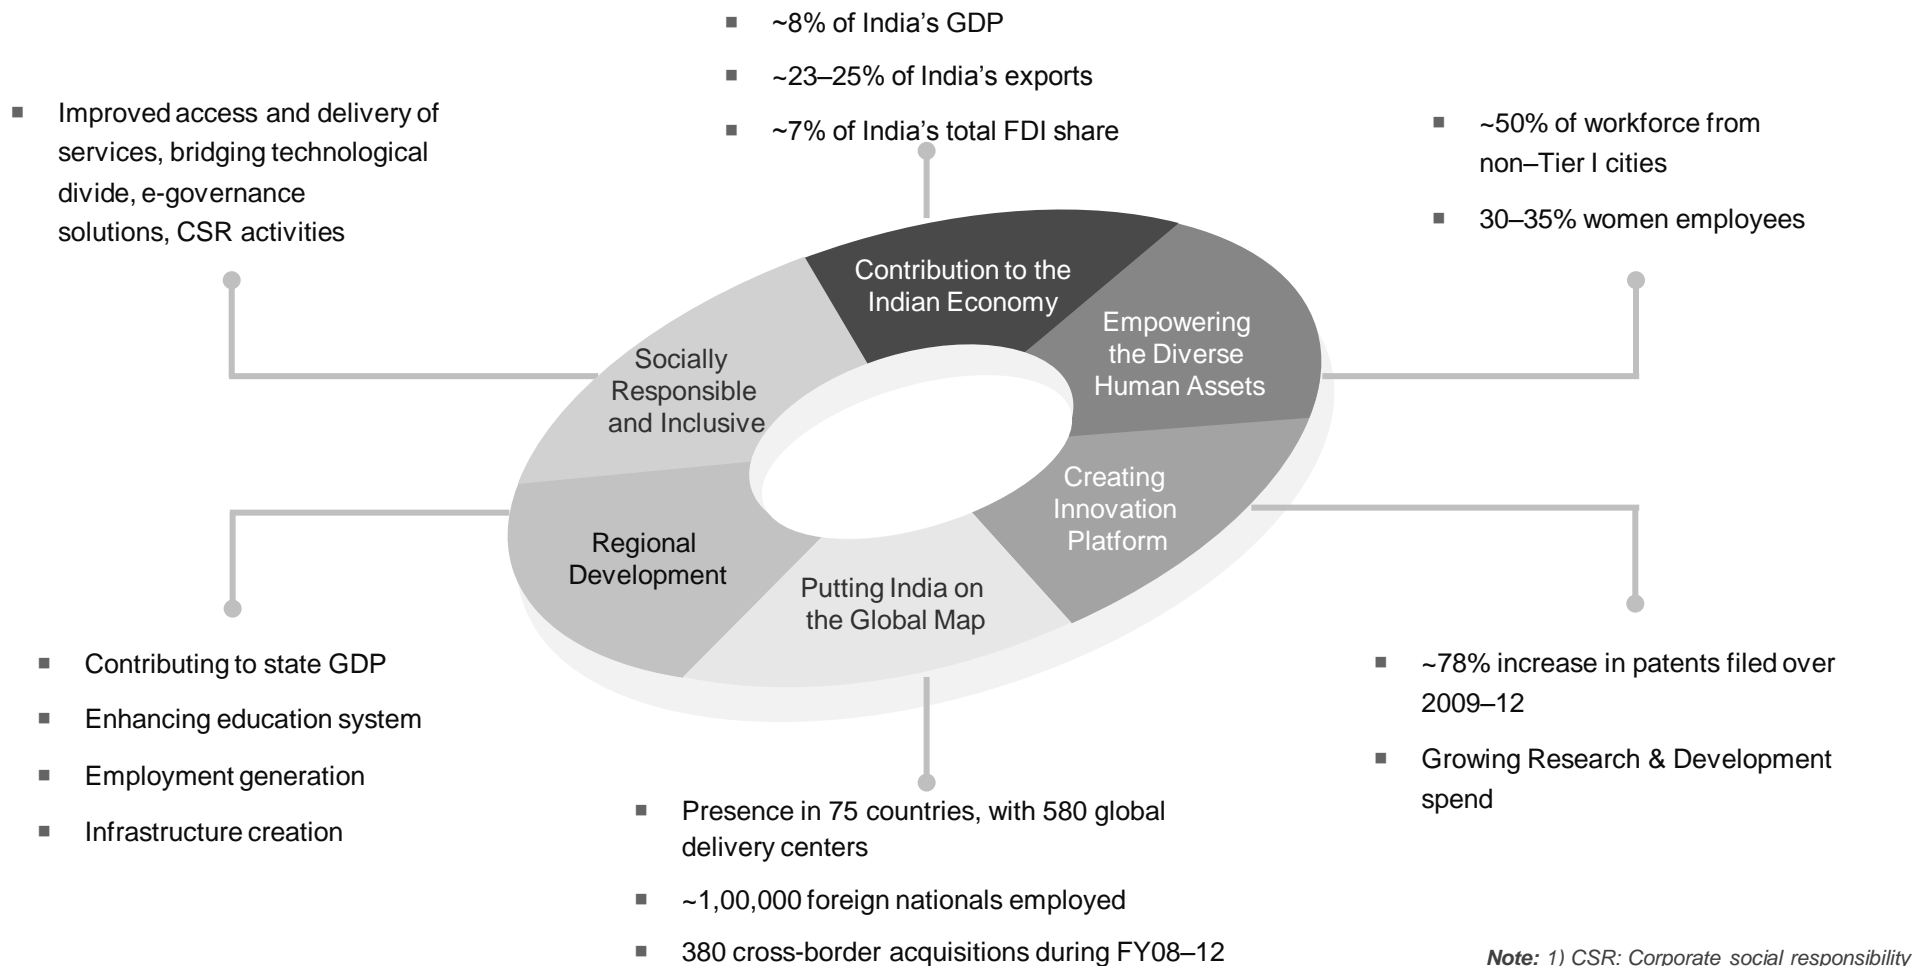 ~8% of India’s GDP
~23–25% of India’s exports
~7% of India’s total FDI share
Improved access and delivery of
services, bridging technological
divide, e-governance
solutions, CSR activities
~50% of workforce from
non–Tier I cities
30–35% women employees
Contribution to the
Indian Economy
Empowering
the Diverse
Human Assets
Socially
Responsible
and Inclusive
Creating
Innovation
Platform
Regional
Development
Putting India on
the Global Map
Contributing to state GDP
Enhancing education system
Employment generation
Infrastructure creation
~78% increase in patents filed over
2009–12
Growing Research & Development
spend
Presence in 75 countries, with 580 global
delivery centers
~1,00,000 foreign nationals employed
380 cross-border acquisitions during FY08–12
Note: 1) CSR: Corporate social responsibility